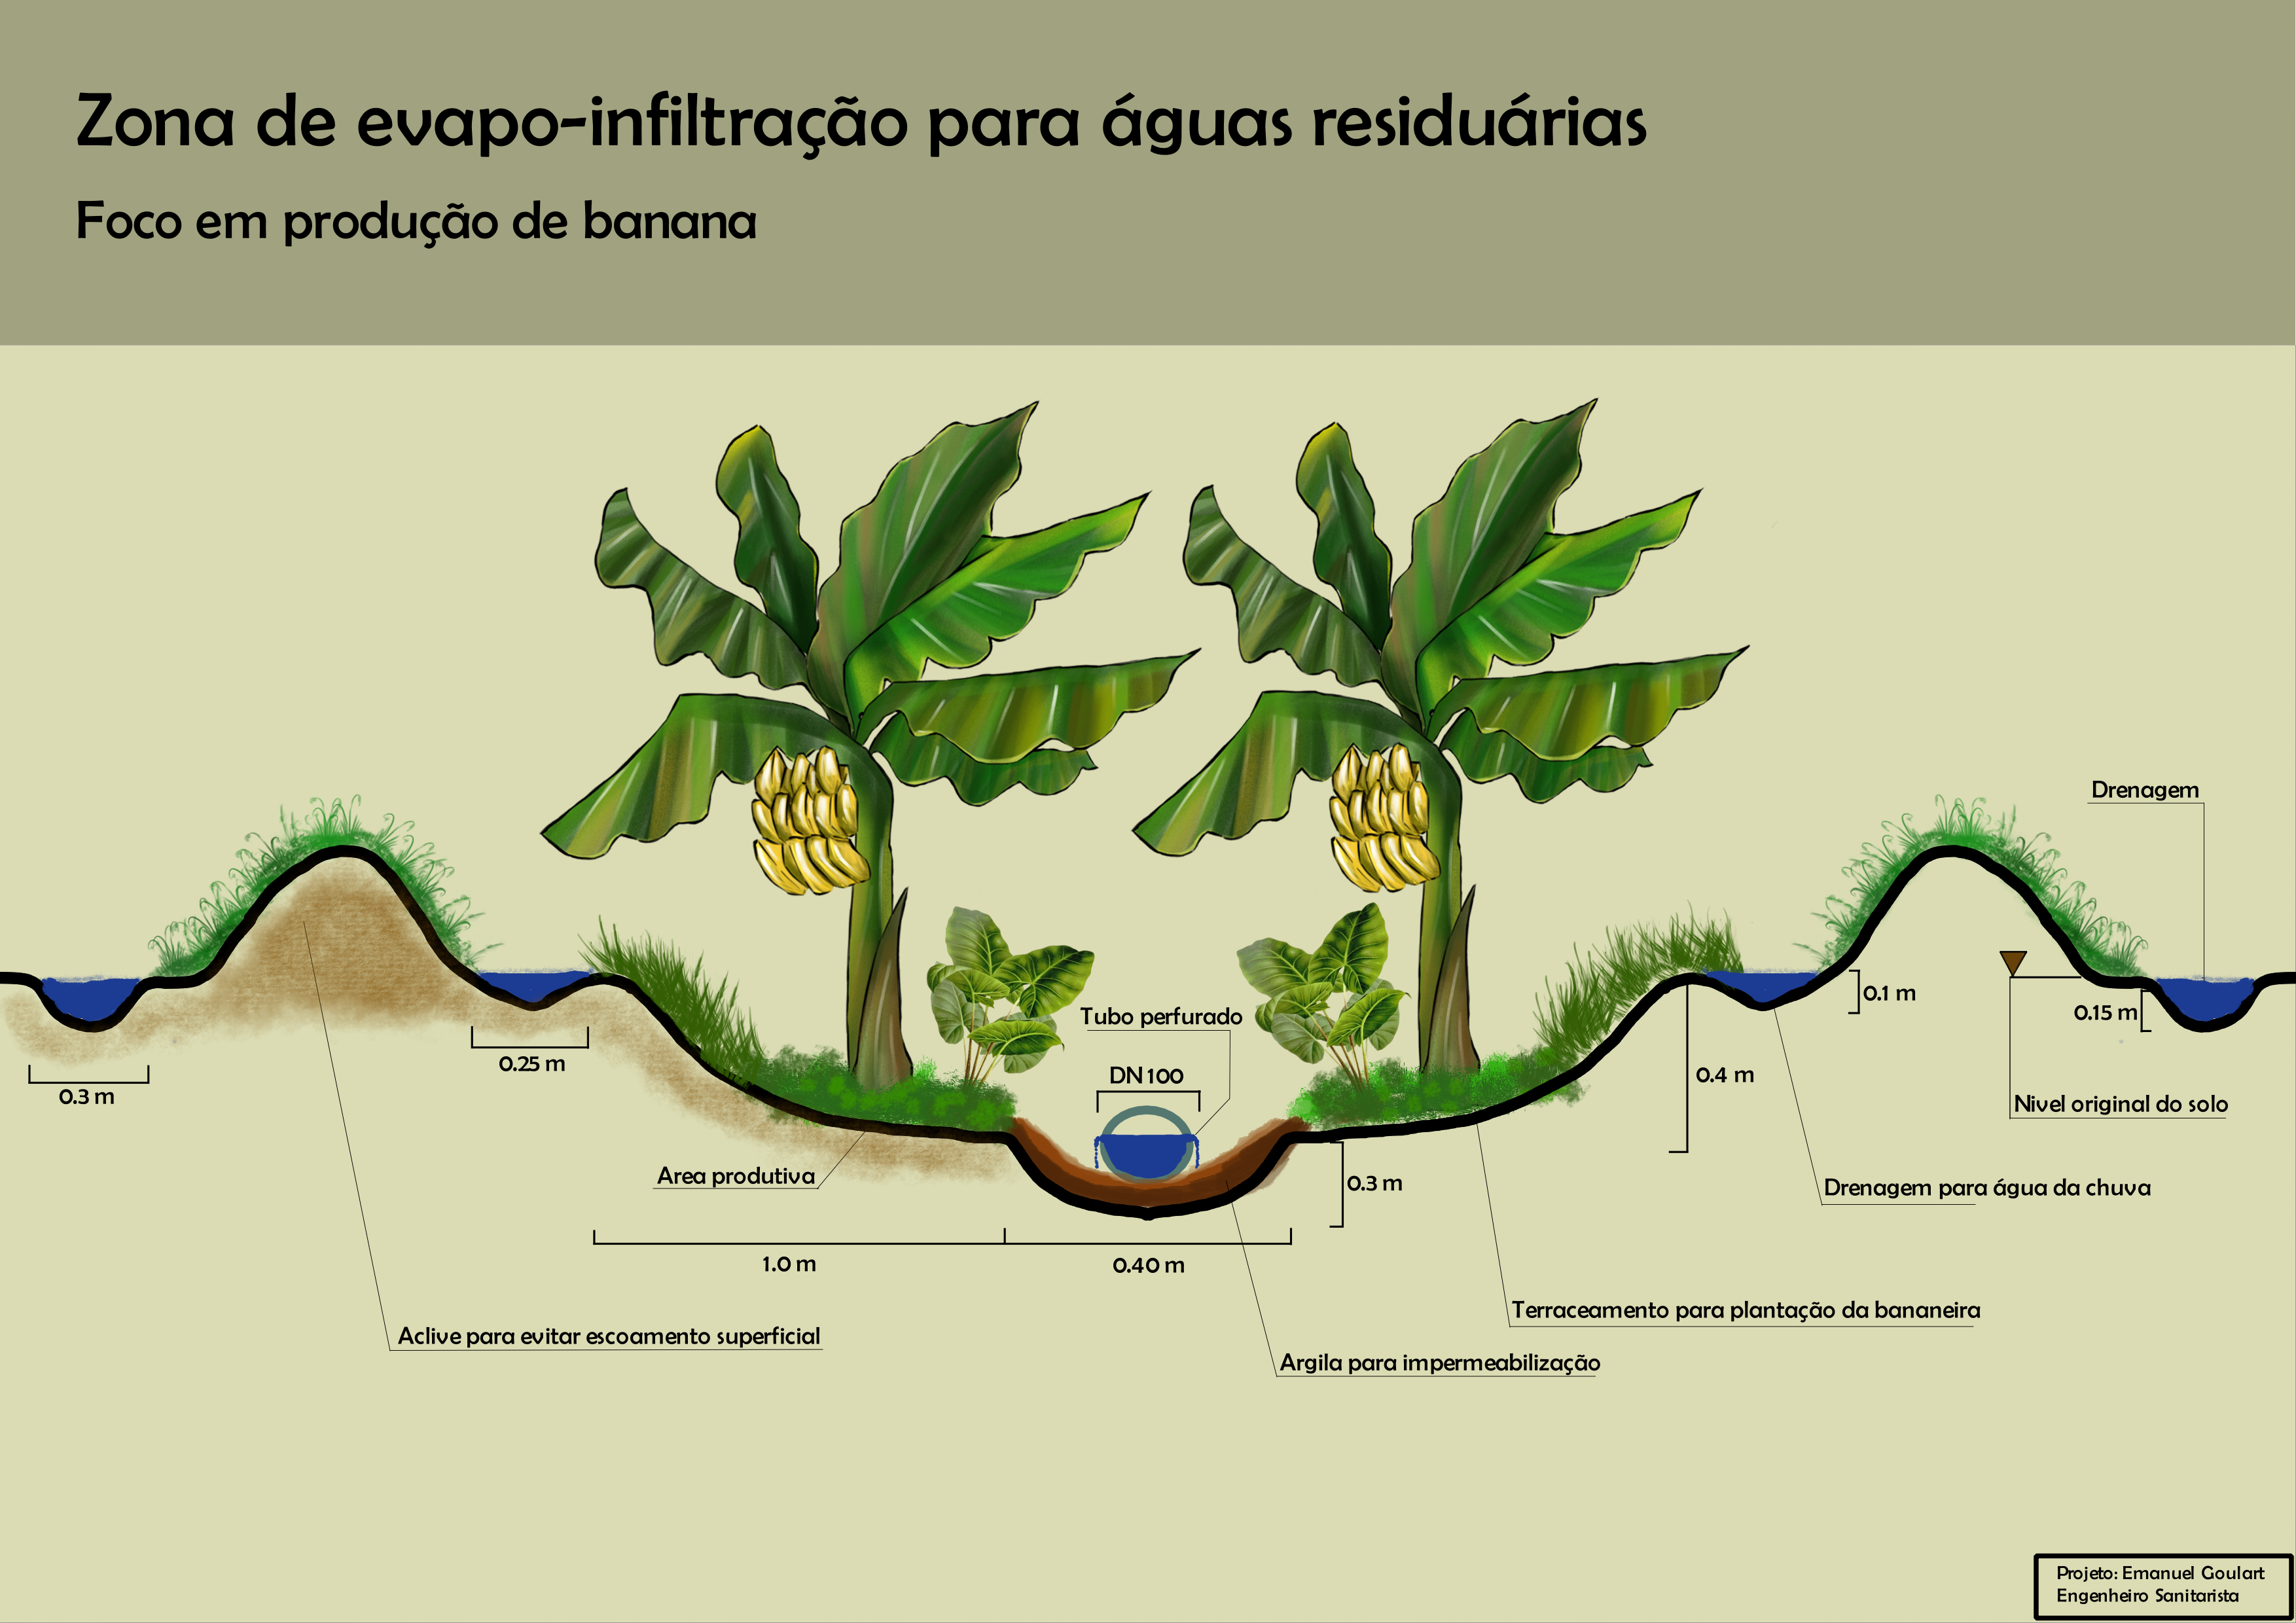 Zona de evapo-infiltração para águas residuárias
Foco em produção de banana
Drenagem
0.1 m
0.15 m
Tubo perfurado
0.25 m
DN 100
0.4 m
0.3 m
Nivel original do solo
Area produtiva
0.3 m
Drenagem para água da chuva
1.0 m
0.40 m
Terraceamento para plantação da bananeira
Aclive para evitar escoamento superficial
Argila para impermeabilização
Projeto: Emanuel Goulart
Engenheiro Sanitarista